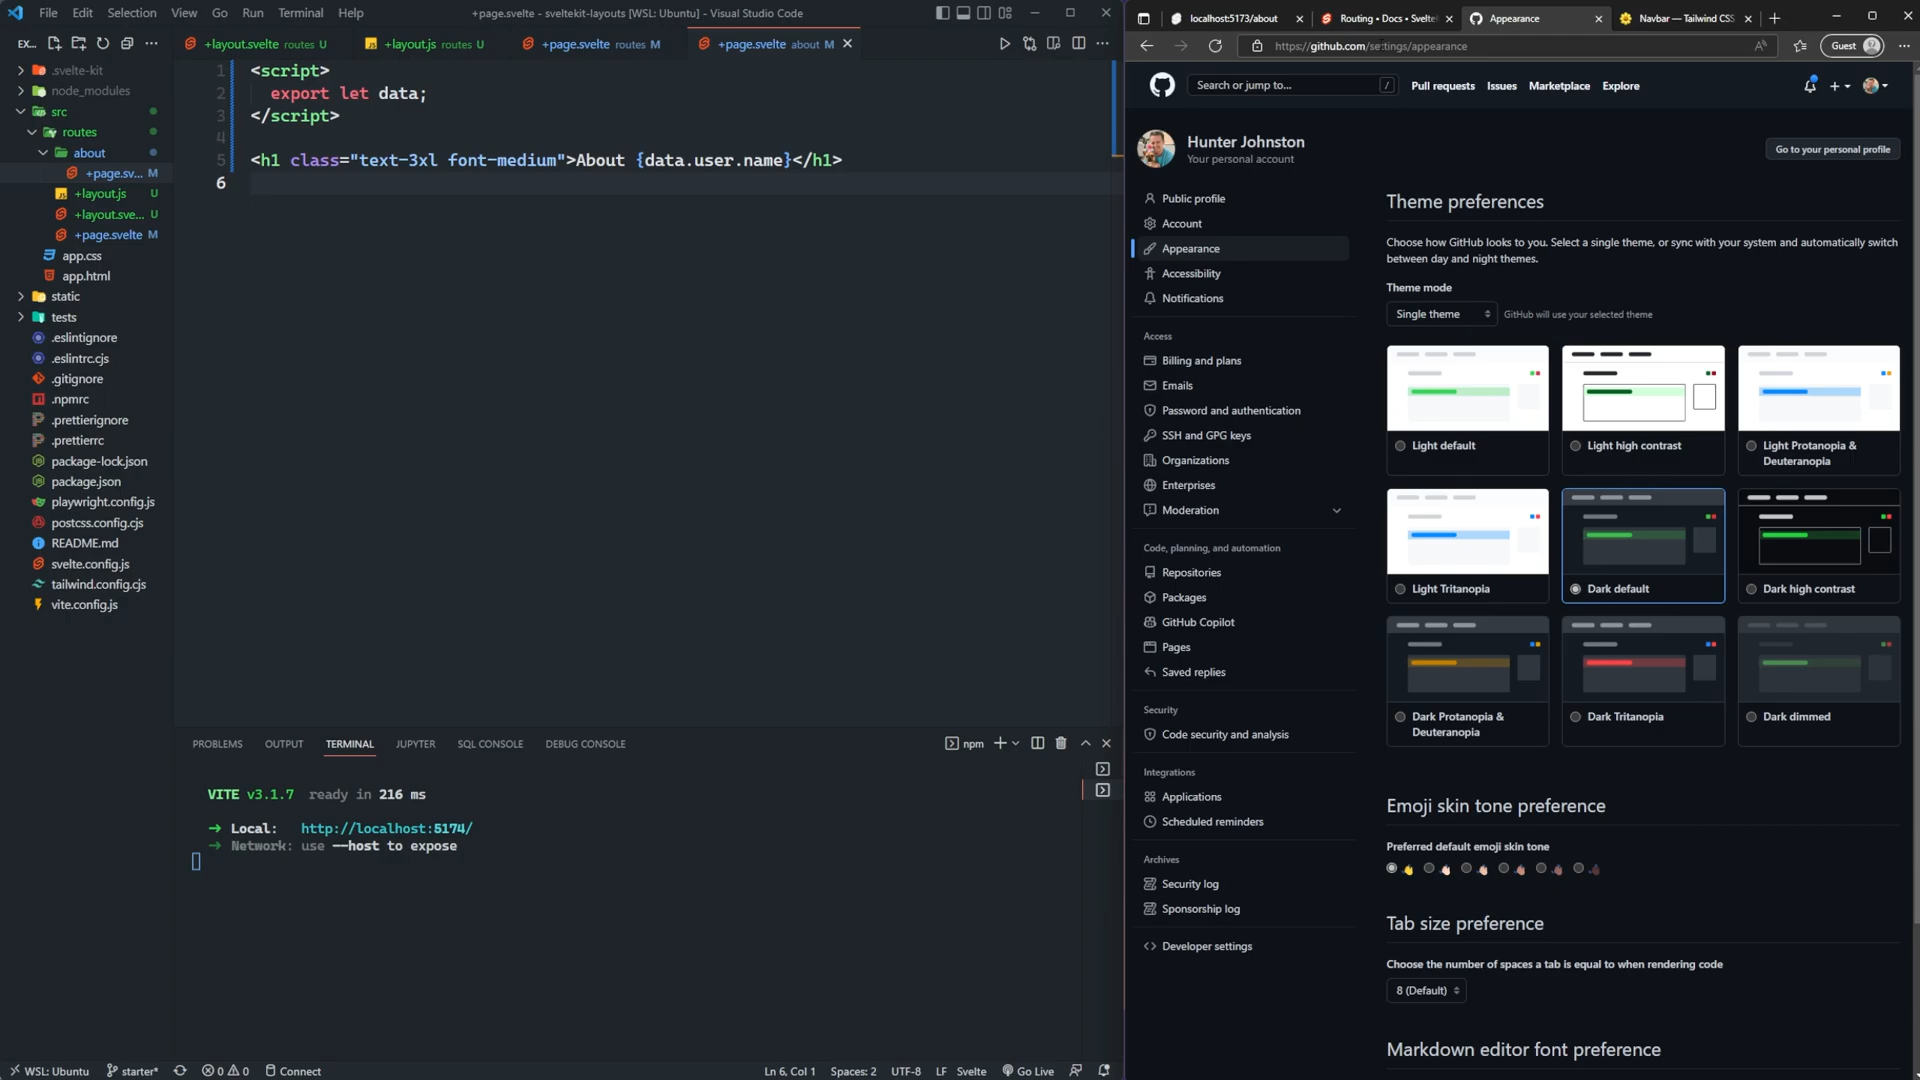 File Edit Selection View Go Run Terminal Help
+page.svelte - sveltekit-layouts [WSL: Ubuntu] - Visual Studio Code
EX...
+layout.svelte routes U
+layout.js routes U
+page.svelte routes M
+page.svelte about M
.svelte-kit
node_modules
src
routes
about
+page.sv... M
+layout.js U
+layout.sve... U
+page.svelte M
app.css
app.html
static
tests
.eslintignore
.eslintrc.cjs
.gitignore
.npmrc
.prettierignore
.prettierrc
package-lock.json
package.json
playwright.config.js
postcss.config.cjs
README.md
svelte.config.js
tailwind.config.cjs
vite.config.js
1 <script>
2 export let data;
3 </script>
4
5 <h1 class="text-3xl font-medium">About {data.user.name}</h1>
6
PROBLEMS OUTPUT TERMINAL JUPYTER SQL CONSOLE DEBUG CONSOLE
npm
VITE v3.1.7 ready in 216 ms
➜ Local: http://localhost:5174/
➜ Network: use --host to expose
WSL: Ubuntu starter* 0 0 Connect
Ln 6, Col 1 Spaces: 2 UTF-8 LF Svelte Go Live
localhost:5173/about
Routing • Docs • Svelte
Appearance
Navbar — Tailwind CSS
https://github.com/settings/appearance
Guest
Search or jump to... /
Pull requests Issues Marketplace Explore
Hunter Johnston
Your personal account
Go to your personal profile
Public profile
Account
Appearance
Accessibility
Notifications
Access
Billing and plans
Emails
Password and authentication
SSH and GPG keys
Organizations
Enterprises
Moderation
Code, planning, and automation
Repositories
Packages
GitHub Copilot
Pages
Saved replies
Security
Code security and analysis
Integrations
Applications
Scheduled reminders
Archives
Security log
Sponsorship log
Developer settings
Theme preferences
Choose how GitHub looks to you. Select a single theme, or sync with your system and automatically switch
between day and night themes.
Theme mode
Single theme
GitHub will use your selected theme
Light default
Light high contrast
Light Protanopia &
Deuteranopia
Light Tritanopia
Dark default
Dark high contrast
Dark Protanopia &
Deuteranopia
Dark Tritanopia
Dark dimmed
Emoji skin tone preference
Preferred default emoji skin tone
Tab size preference
Choose the number of spaces a tab is equal to when rendering code
8 (Default)
Markdown editor font preference